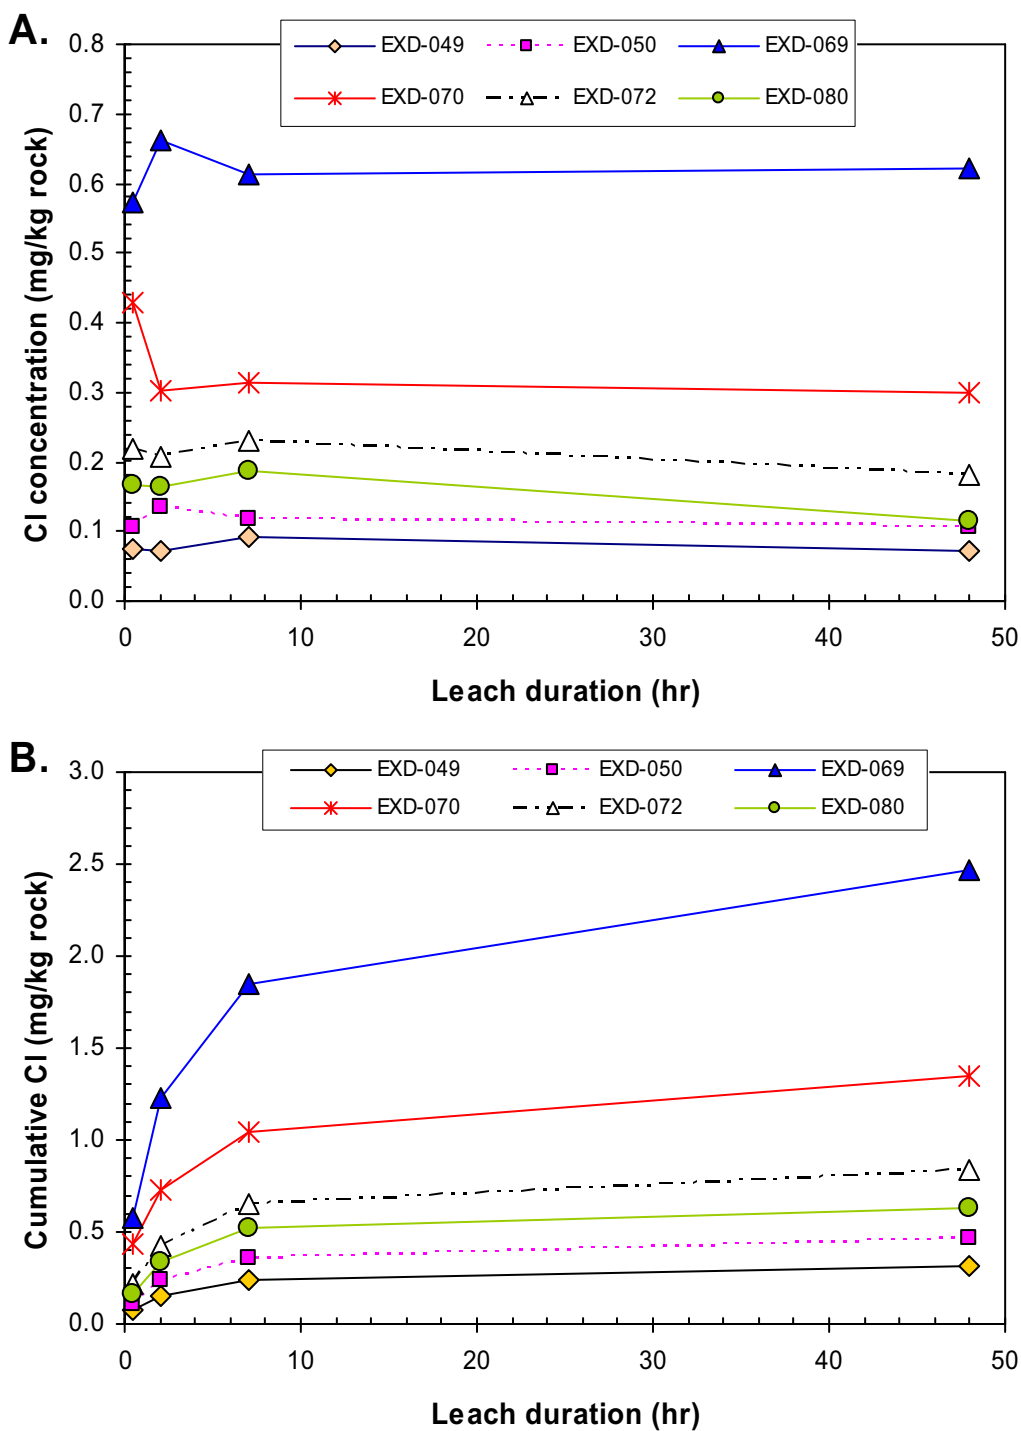 A.
EXD-049 EXD-050 EXD-069
EXD-070 EXD-072 EXD-080
Cl concentration (mg/kg rock)
0.8
0.7
0.6
0.5
0.4
0.3
0.2
0.1
0.0
0 10 20 30 40 50
Leach duration (hr)
B.
EXD-049 EXD-050 EXD-069
EXD-070 EXD-072 EXD-080
Cumulative Cl (mg/kg rock)
3.0
2.5
2.0
1.5
1.0
0.5
0.0
0 10 20 30 40 50
Leach duration (hr)